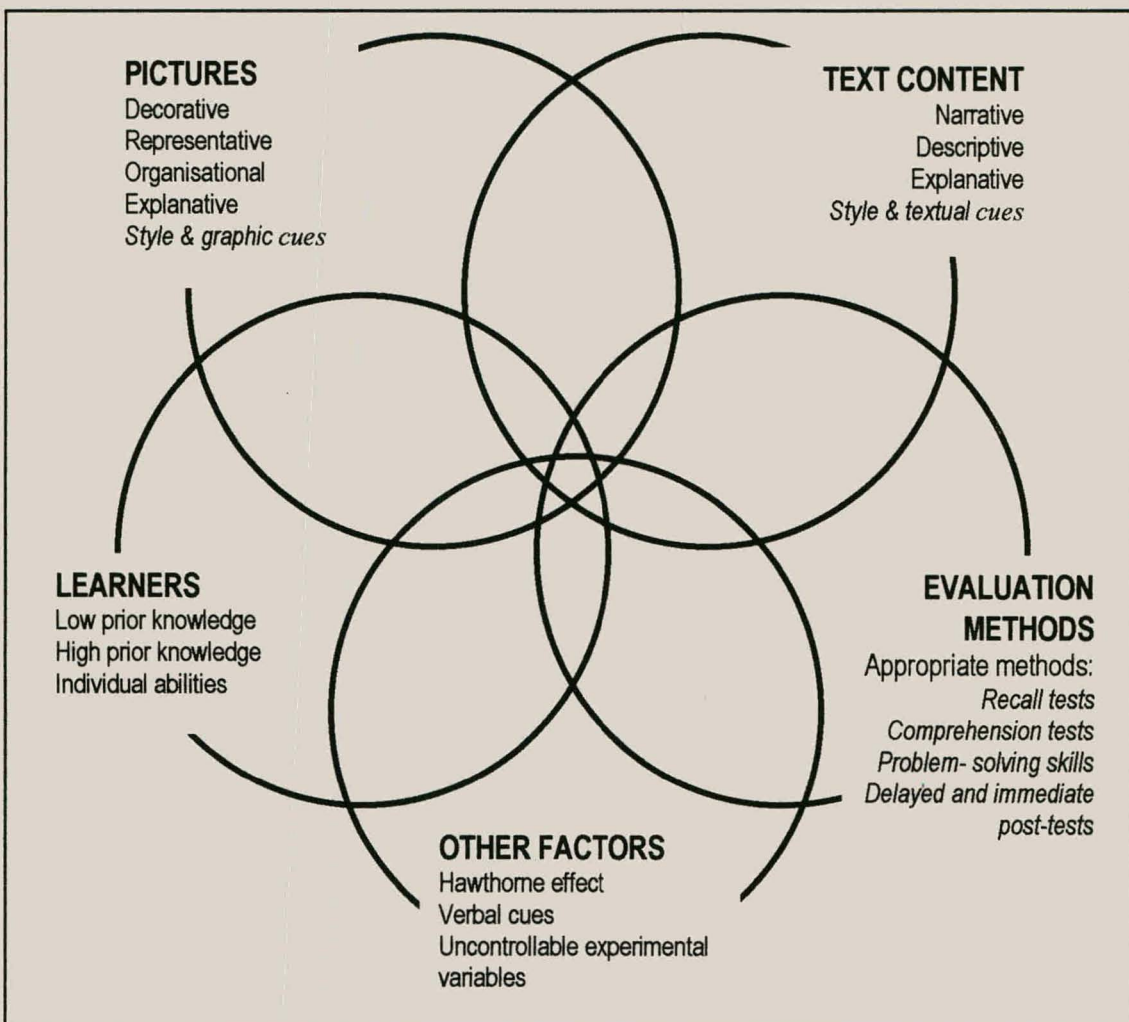 PICTURES
Decorative
Representative
Organisational
Explanative
Style & graphic cues
TEXT CONTENT
Narrative
Descriptive
Explanative
Style & textual cues
LEARNERS
Low prior knowledge
High prior knowledge
Individual abilities
EVALUATION
METHODS
Appropriate methods:
Recall tests
Comprehension tests
Problem- solving skills
Delayed and immediate
post-tests
OTHER FACTORS
Hawthorne effect
Verbal cues
Uncontrollable experimental
variables